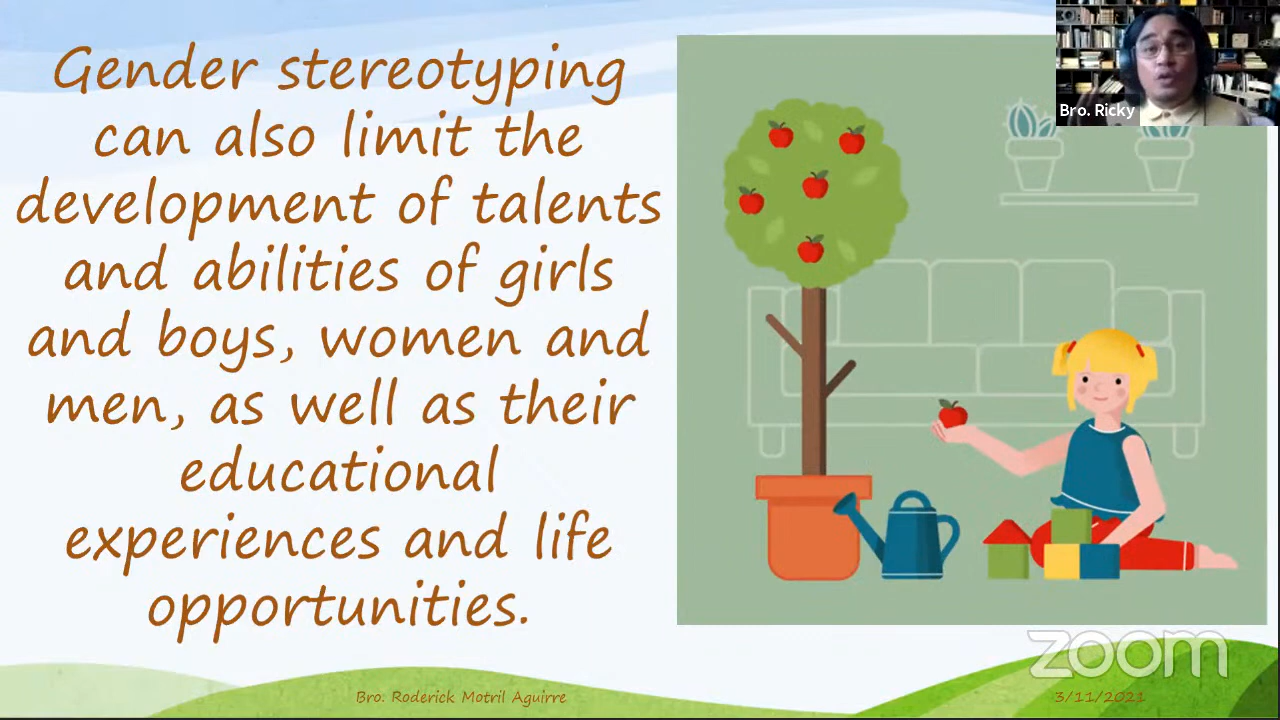 Gender stereotyping
can also limit the
development of talents
and abilities of girls
and boys, women and
men, as well as their
educational
experiences and life
opportunities.
Bro. Ricky
zoom
Bro. Roderick Motril Aguirre
3/11/2021